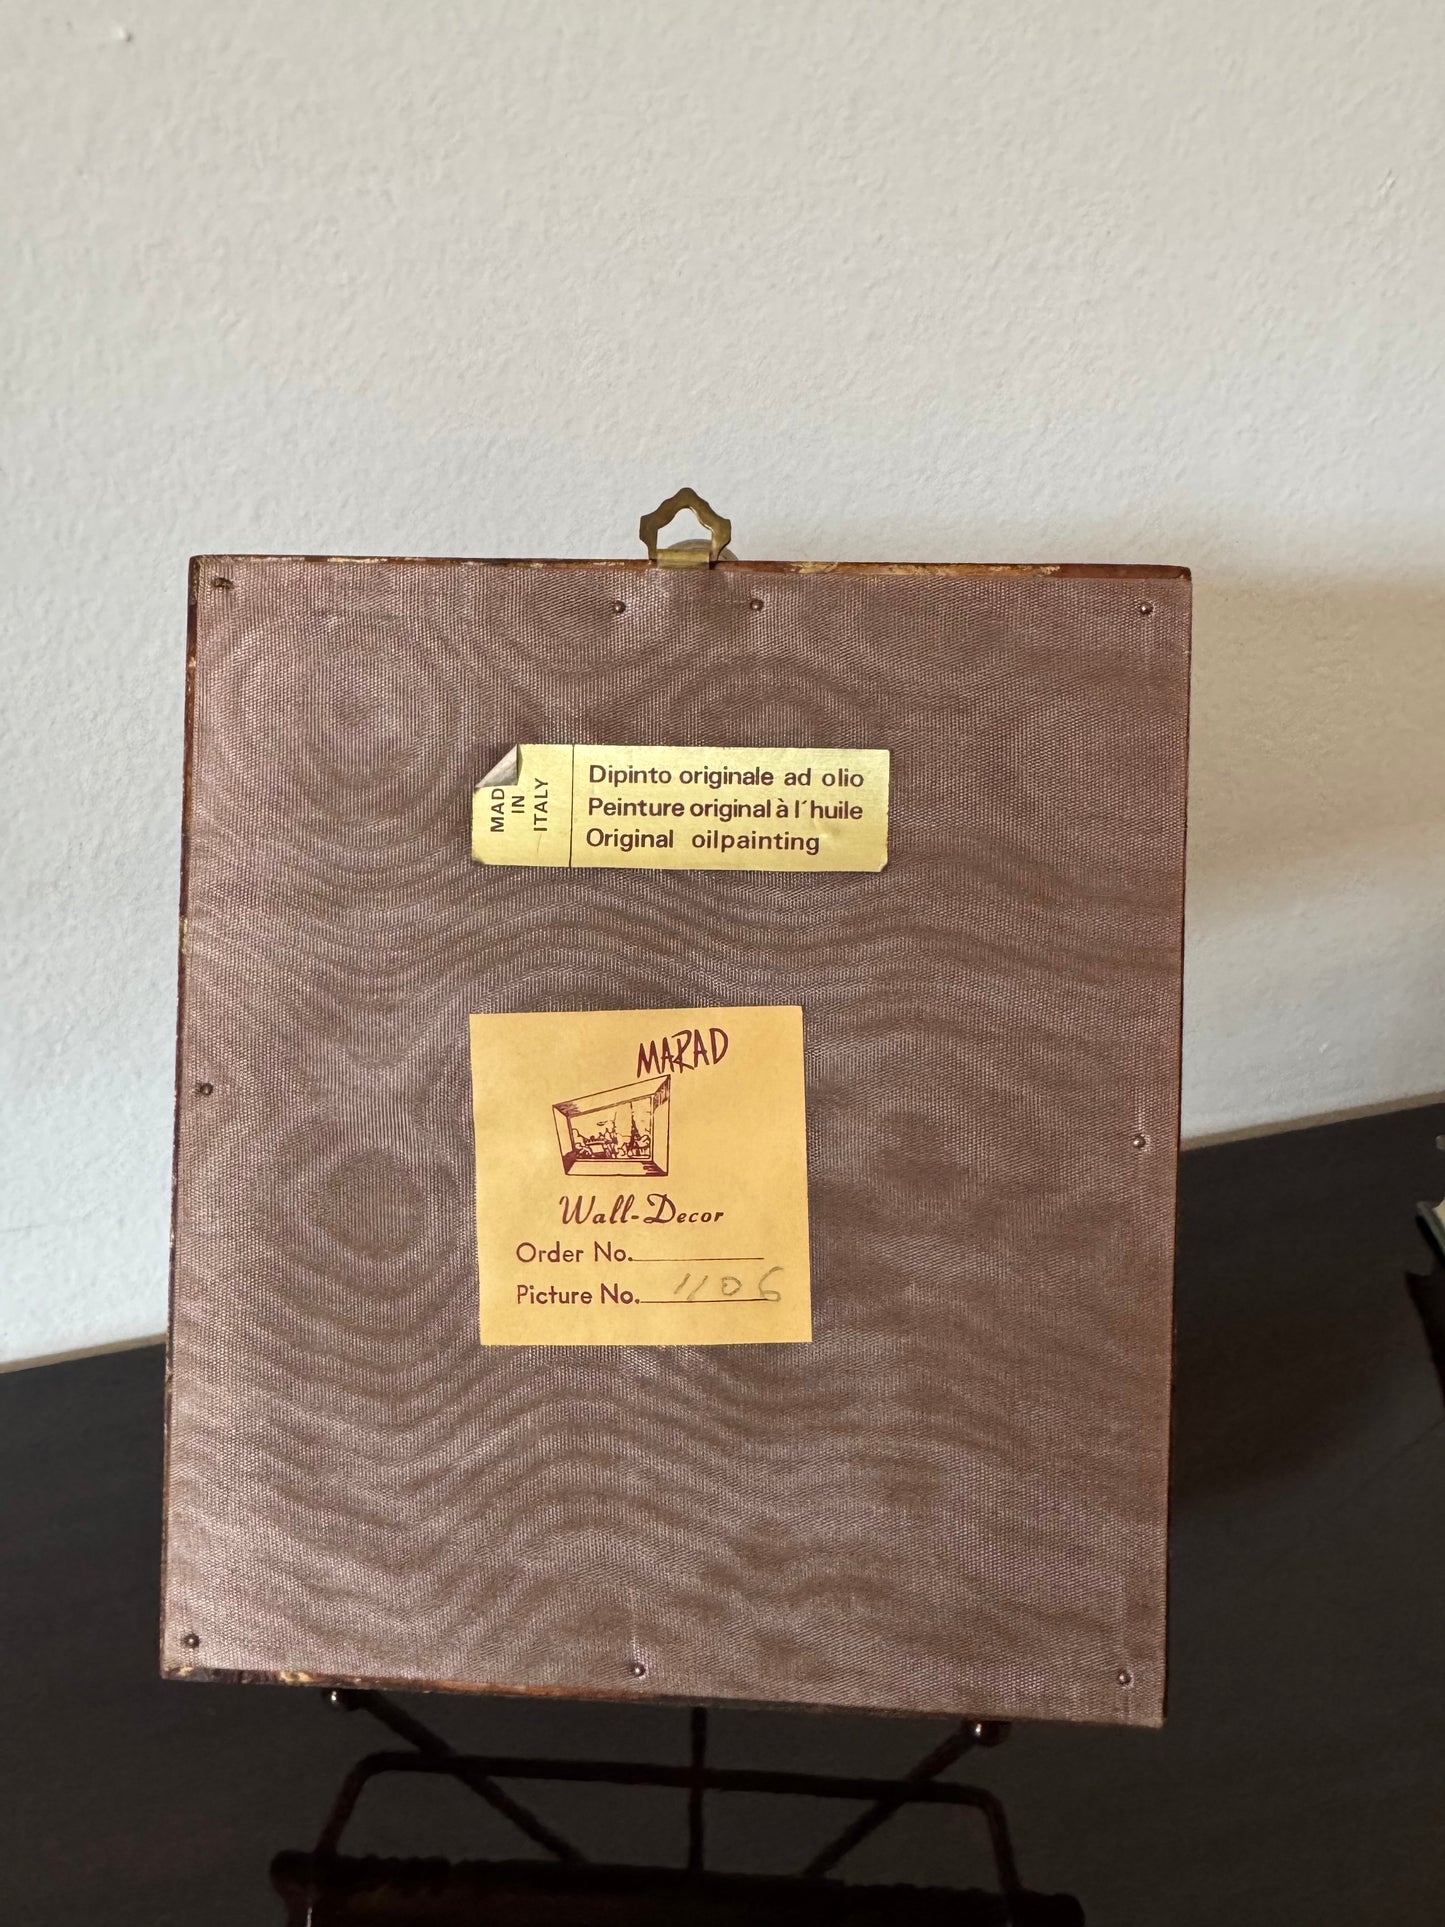 MADE
IN
ITALY
Dipinto originale ad olio
Peinture original à l´huile
Original oilpainting
MARAD
Wall-Decor
Order No.
Picture No. 1106